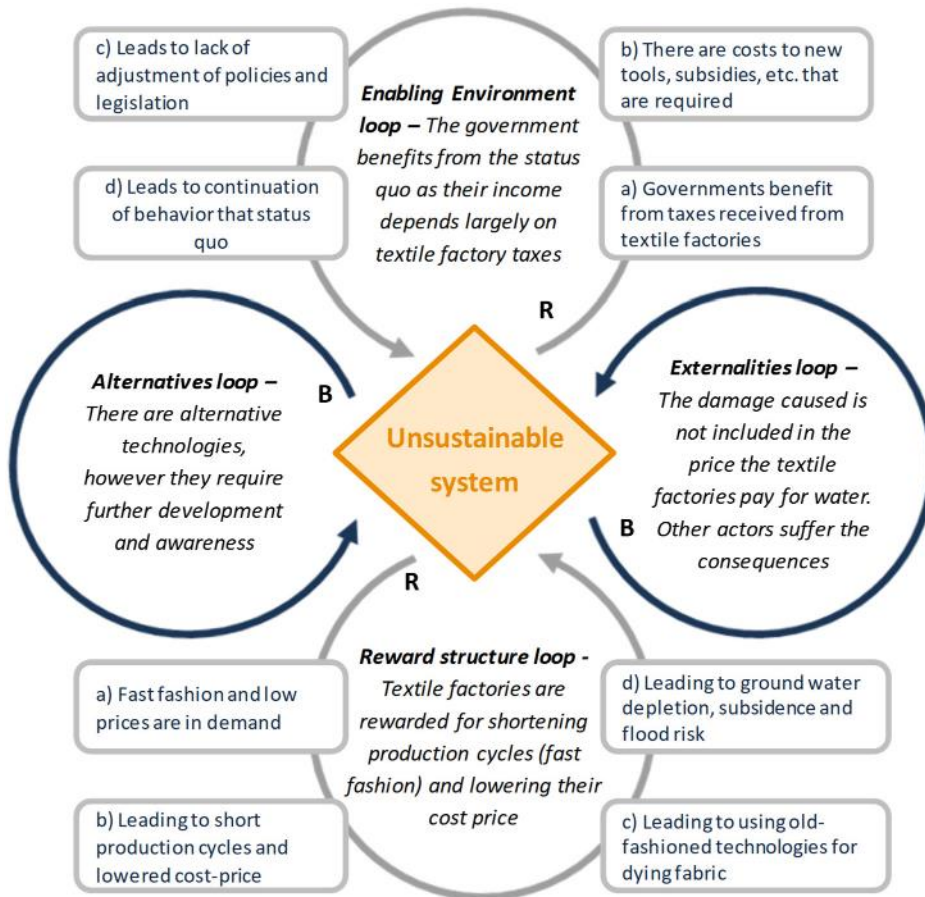 c) Leads to lack of
adjustment of policies and
legislation
b) There are costs to new
tools, subsidies, etc. that
are required
Enabling Environment
loop – The government
benefits from the status
quo as their income
depends largely on
textile factory taxes
d) Leads to continuation
of behavior that status
quo
a) Governments benefit
from taxes received from
textile factories
R
Alternatives loop –
There are alternative
technologies,
however they require
further development
and awareness
B
Unsustainable
system
Externalities loop –
The damage caused is
not included in the
price the textile
factories pay for water.
Other actors suffer the
consequences
B
R
Reward structure loop -
Textile factories are
rewarded for shortening
production cycles (fast
fashion) and lowering their
cost price
a) Fast fashion and low
prices are in demand
d) Leading to ground water
depletion, subsidence and
flood risk
b) Leading to short
production cycles and
lowered cost-price
c) Leading to using old-
fashioned technologies for
dying fabric